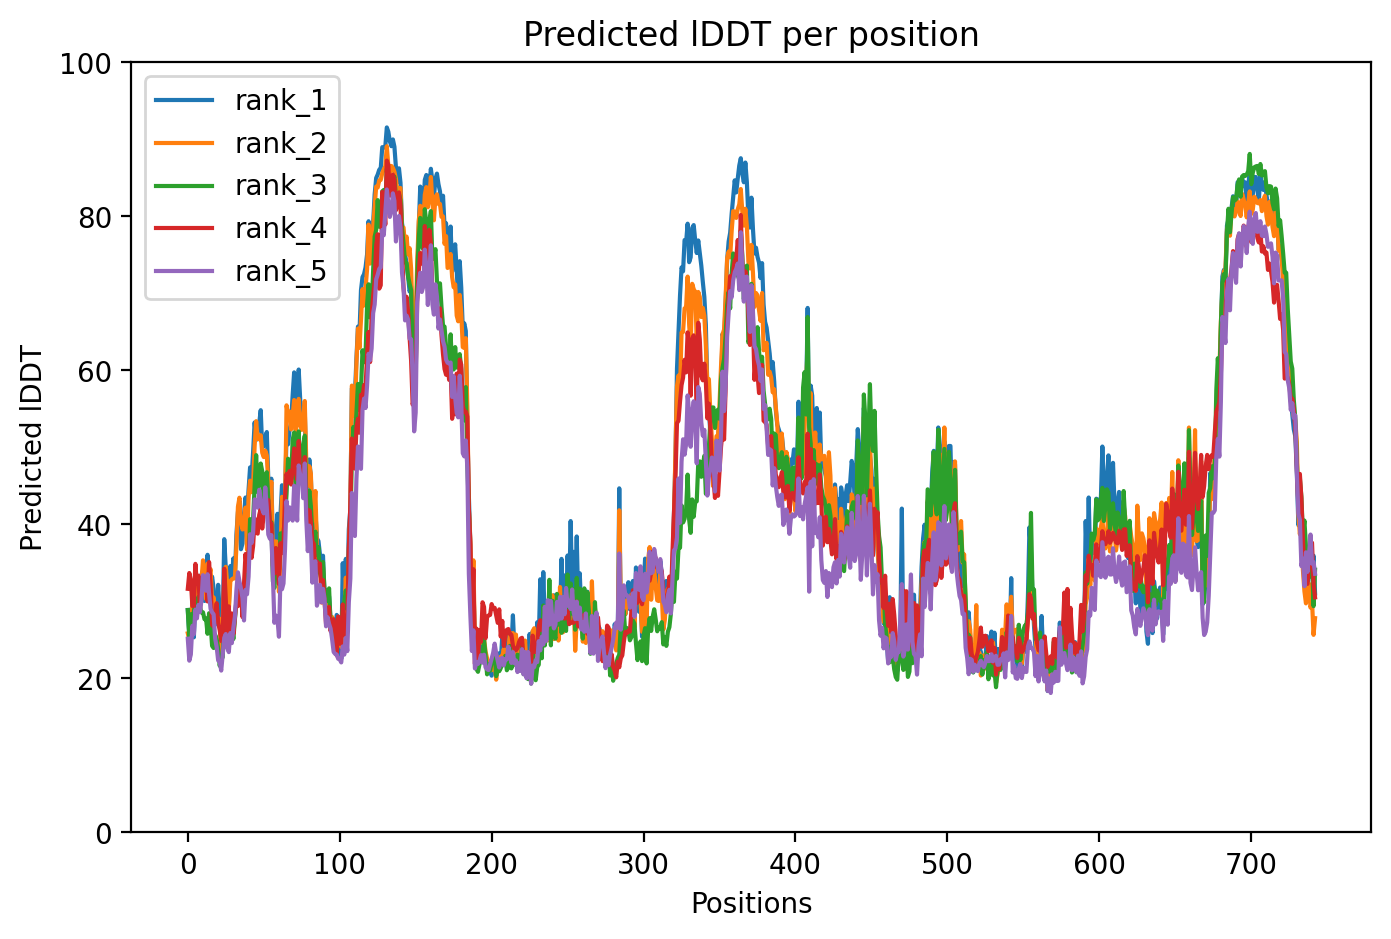 Predicted lDDT per position
100
80
60
40
20
0
Predicted lDDT
rank_1
rank_2
rank_3
rank_4
rank_5
0 100 200 300 400 500 600 700
Positions